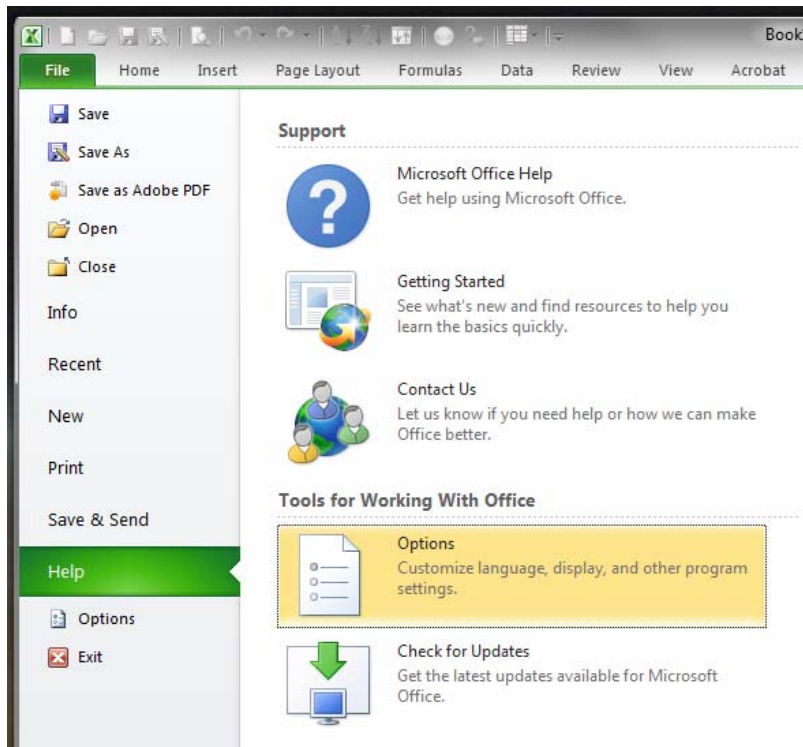 Book
File Home Insert Page Layout Formulas Data Review View Acrobat
Save
Save As
Save as Adobe PDF
Open
Close
Info
Recent
New
Print
Save & Send
Help
Options
Exit
Support
Microsoft Office Help
Get help using Microsoft Office.
Getting Started
See what's new and find resources to help you
learn the basics quickly.
Contact Us
Let us know if you need help or how we can make
Office better.
Tools for Working With Office
Options
Customize language, display, and other program
settings.
Check for Updates
Get the latest updates available for Microsoft
Office.